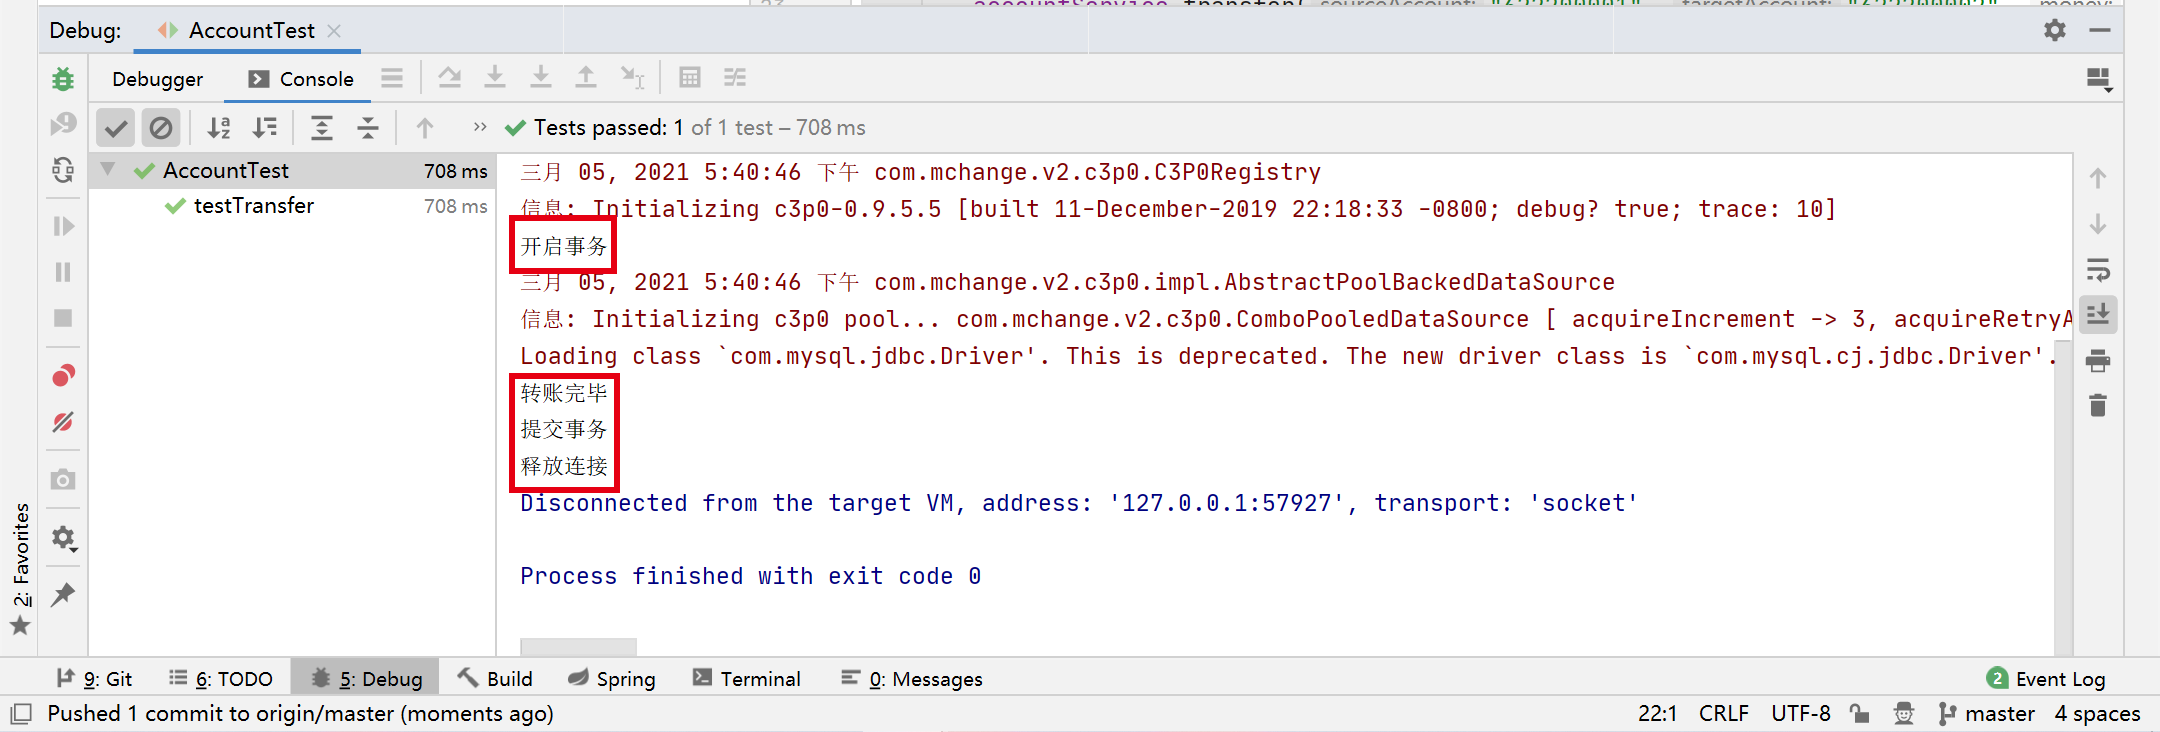 accountService.transfer( sourceAccount: "622200001", targetAccount: "622200002", money:
Debug: AccountTest
Debugger Console
Tests passed: 1 of 1 test – 708 ms
AccountTest 708 ms
testTransfer 708 ms
三月 05, 2021 5:40:46 下午 com.mchange.v2.c3p0.C3P0Registry
信息: Initializing c3p0-0.9.5.5 [built 11-December-2019 22:18:33 -0800; debug? true; trace: 10]
开启事务
三月 05, 2021 5:40:46 下午 com.mchange.v2.c3p0.impl.AbstractPoolBackedDataSource
信息: Initializing c3p0 pool... com.mchange.v2.c3p0.ComboPooledDataSource [ acquireIncrement -> 3, acquireRetryA
Loading class `com.mysql.jdbc.Driver'. This is deprecated. The new driver class is `com.mysql.cj.jdbc.Driver'.
转账完毕
提交事务
释放连接
Disconnected from the target VM, address: '127.0.0.1:57927', transport: 'socket'
Process finished with exit code 0
2: Favorites
9: Git 6: TODO 5: Debug Build Spring Terminal 0: Messages 2 Event Log
Pushed 1 commit to origin/master (moments ago) 22:1 CRLF UTF-8 master 4 spaces